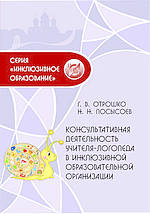 СЕРИЯ
«ИНКЛЮЗИВНОЕ
ОБРАЗОВАНИЕ»
Г. В. ОТРОШКО
Н. Н. ПОСЫСОЕВ
КОНСУЛЬТАТИВНАЯ
ДЕЯТЕЛЬНОСТЬ
УЧИТЕЛЯ-ЛОГОПЕДА
В ИНКЛЮЗИВНОЙ
ОБРАЗОВАТЕЛЬНОЙ
ОРГАНИЗАЦИИ